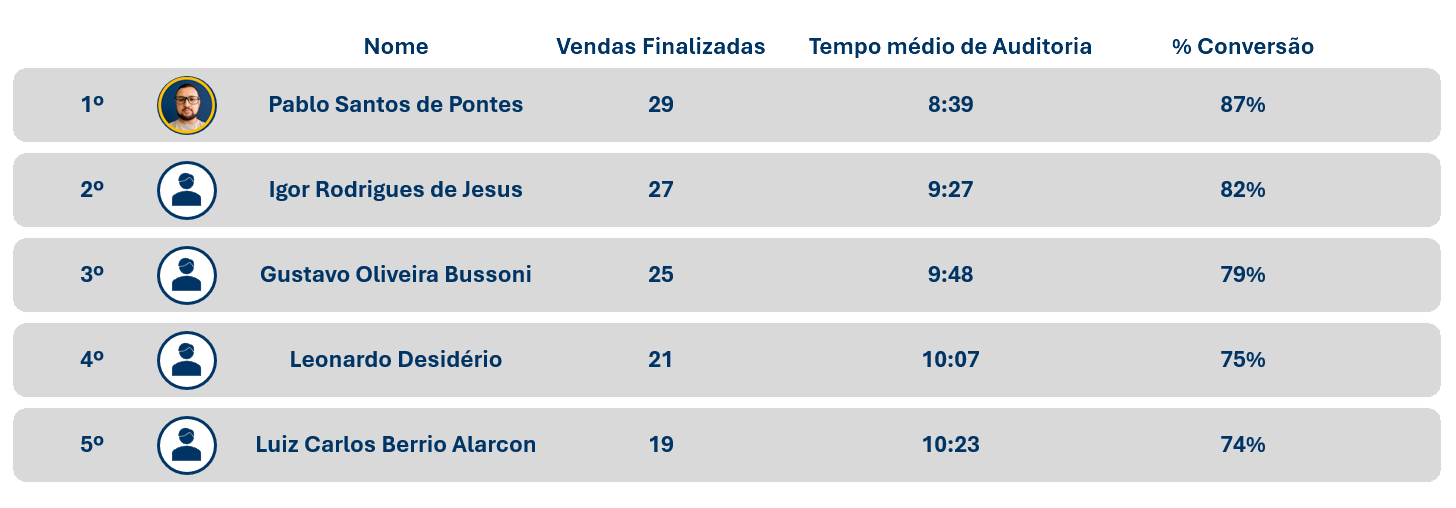 Nome Vendas Finalizadas Tempo médio de Auditoria % Conversão
1º Pablo Santos de Pontes 29 8:39 87%
2º Igor Rodrigues de Jesus 27 9:27 82%
3º Gustavo Oliveira Bussoni 25 9:48 79%
4º Leonardo Desidério 21 10:07 75%
5º Luiz Carlos Berrio Alarcon 19 10:23 74%